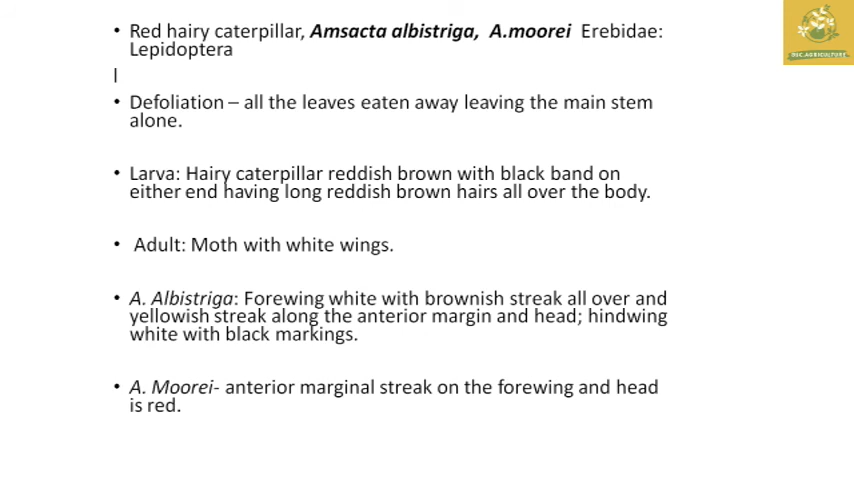 • Red hairy caterpillar, Amsacta albistriga, A.moorei Erebidae:
Lepidoptera
l
• Defoliation – all the leaves eaten away leaving the main stem
alone.
• Larva: Hairy caterpillar reddish brown with black band on
either end having long reddish brown hairs all over the body.
• Adult: Moth with white wings.
• A. Albistriga: Forewing white with brownish streak all over and
yellowish streak along the anterior margin and head; hindwing
white with black markings.
• A. Moorei- anterior marginal streak on the forewing and head
is red.